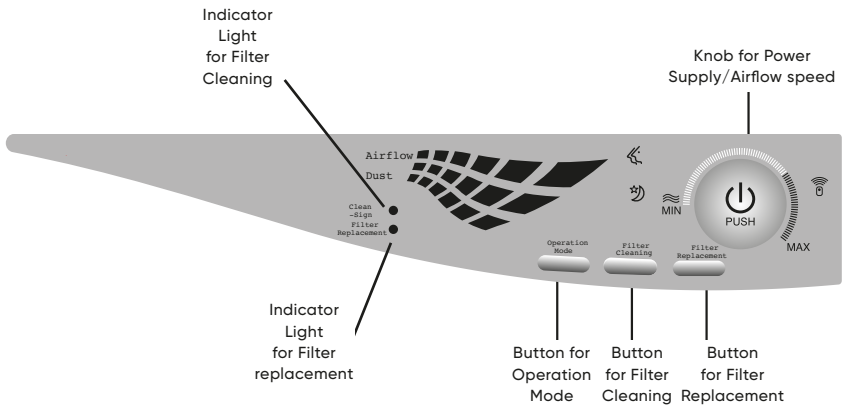 Indicator
Light
for Filter
Cleaning
Knob for Power
Supply/Airflow speed
Airflow
Dust
Clean
-Sign
Filter
Replacement
MIN
PUSH
MAX
Operation
Mode
Filter
Cleaning
Filter
Replacement
Indicator
Light
for Filter
replacement
Button for
Operation
Mode
Button
for Filter
Cleaning
Button
for Filter
Replacement